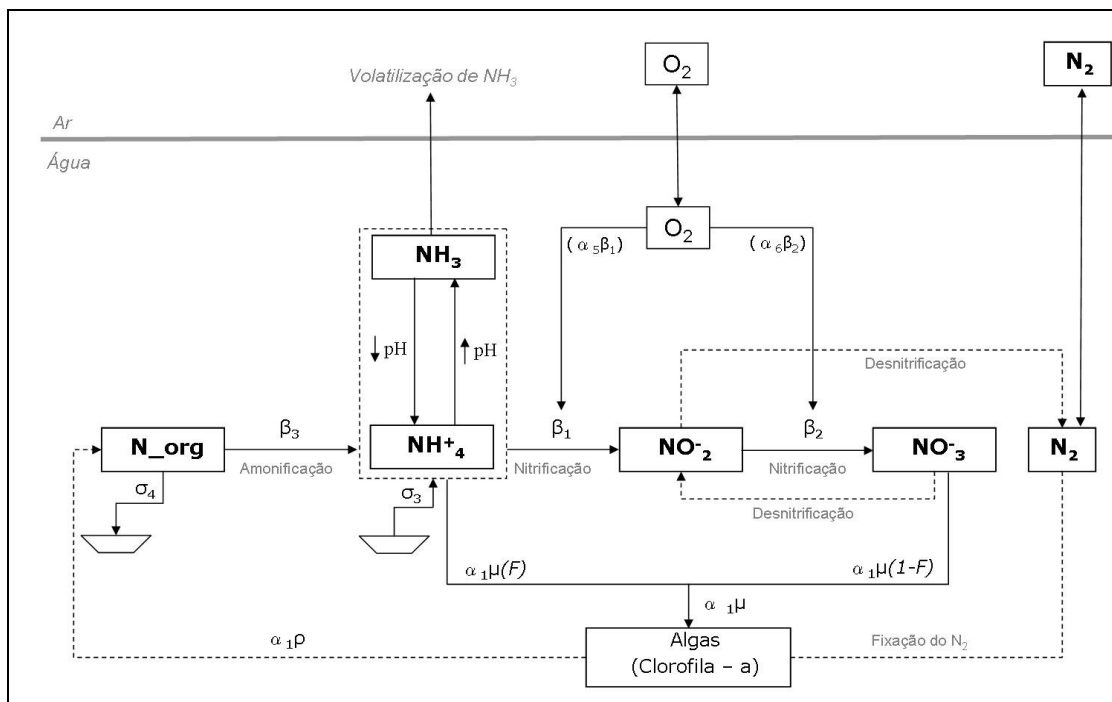 Volatilização de NH₃
O₂
N₂
Ar
Água
O₂
(α₅β₁)
(α₆β₂)
NH₃
↓ pH
↑ pH
Desnitrificação
N_org
β₃
Amonificação
NH⁺₄
β₁
Nitrificação
NO⁻₂
β₂
Nitrificação
NO⁻₃
N₂
σ₄
σ₃
Desnitrificação
α₁μ(F)
α₁μ(1-F)
α₁μ
α₁ρ
Algas
(Clorofila – a)
Fixação do N₂